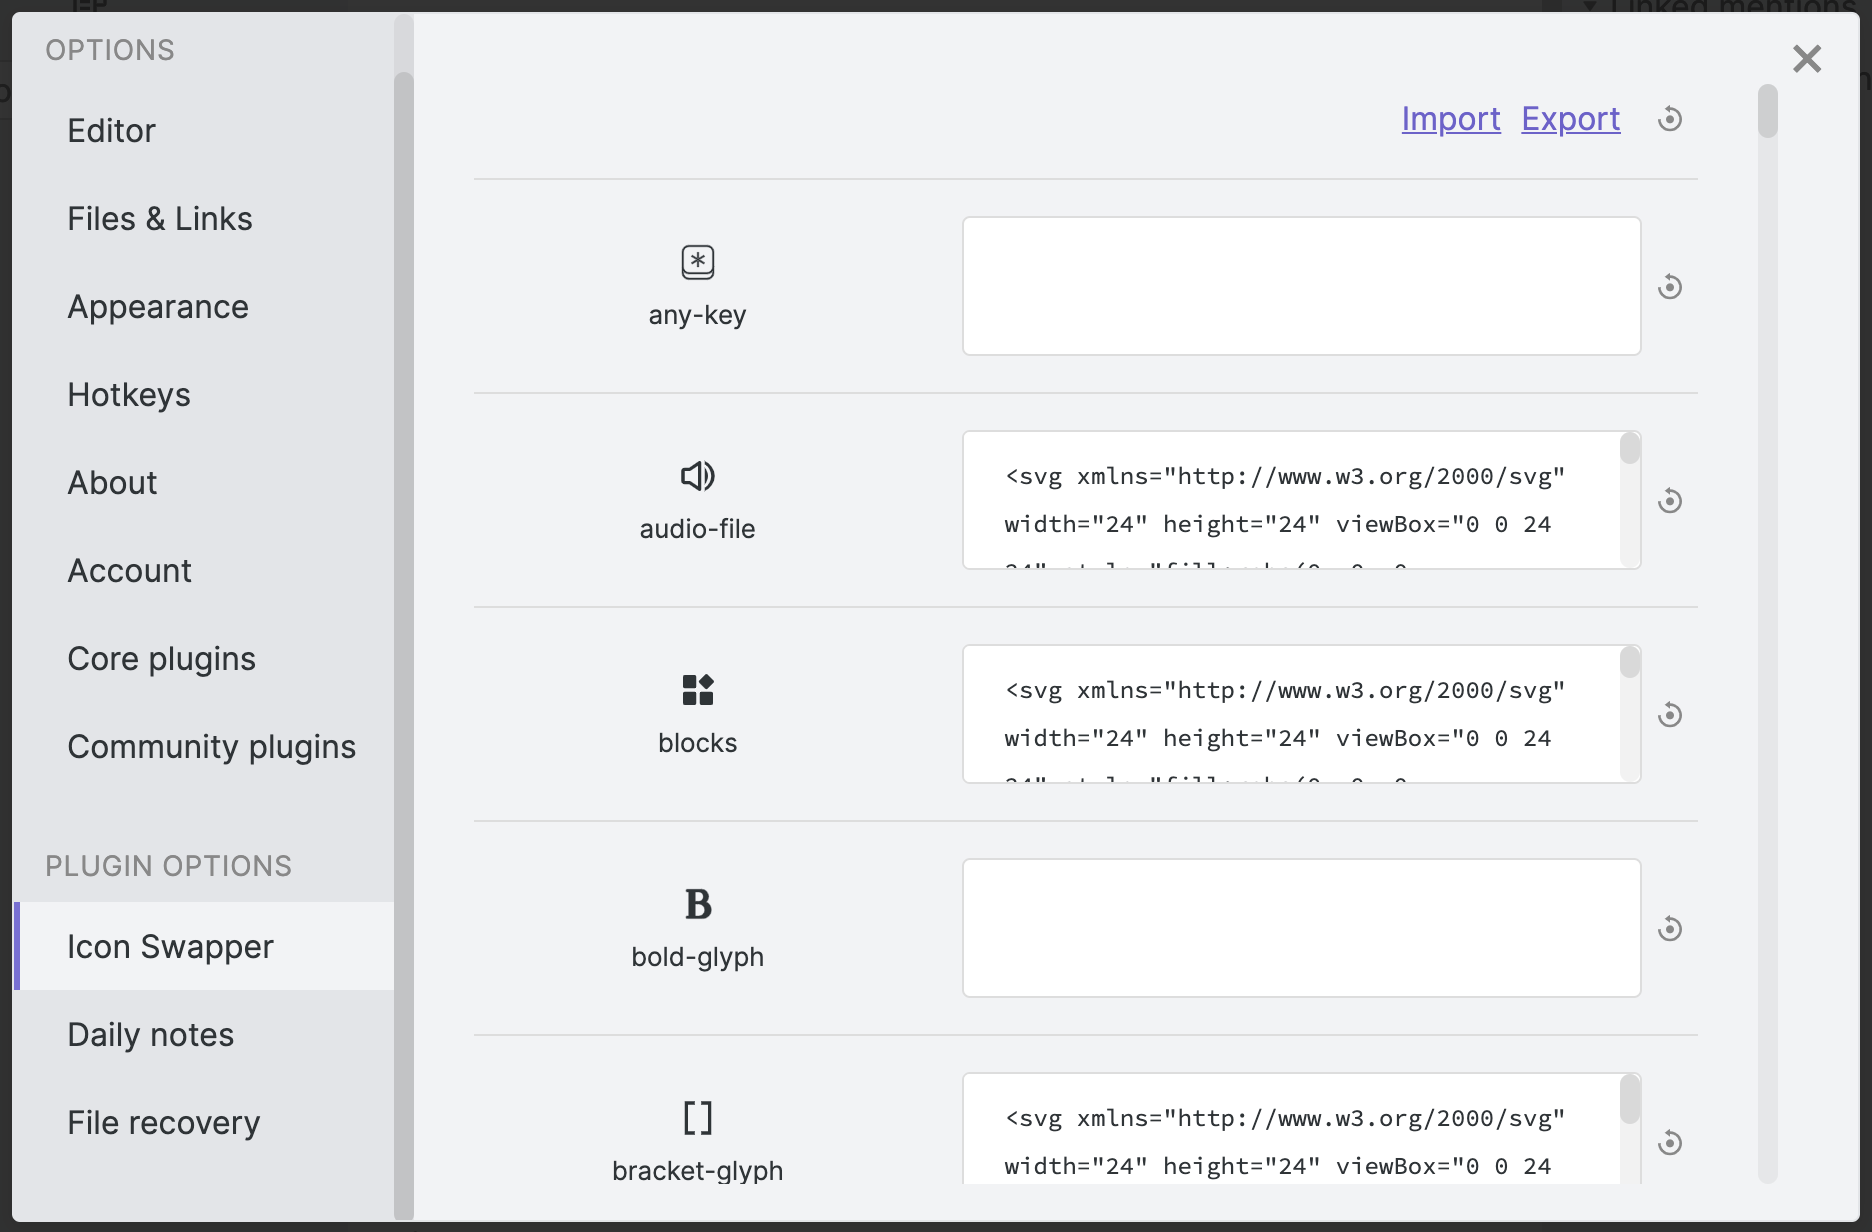 Linked mentions
OPTIONS
Editor
Files & Links
Appearance
Hotkeys
About
Account
Core plugins
Community plugins
PLUGIN OPTIONS
Icon Swapper
Daily notes
File recovery
Import Export
any-key
audio-file
<svg xmlns="http://www.w3.org/2000/svg"
width="24" height="24" viewBox="0 0 24
blocks
<svg xmlns="http://www.w3.org/2000/svg"
width="24" height="24" viewBox="0 0 24
B
bold-glyph
[]
bracket-glyph
<svg xmlns="http://www.w3.org/2000/svg"
width="24" height="24" viewBox="0 0 24